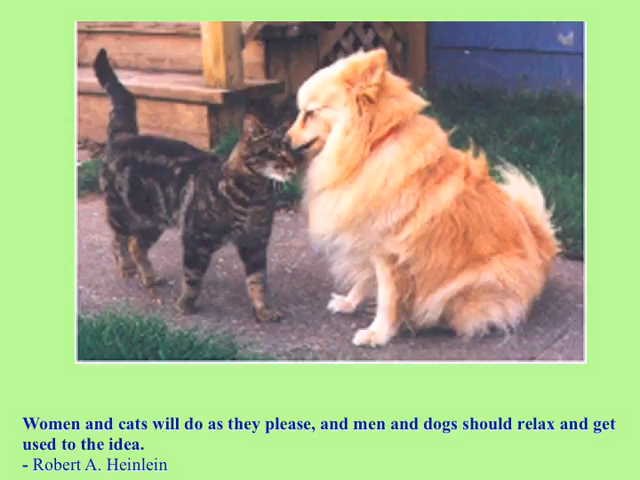 Women and cats will do as they please, and men and dogs should relax and get
used to the idea.
- Robert A. Heinlein